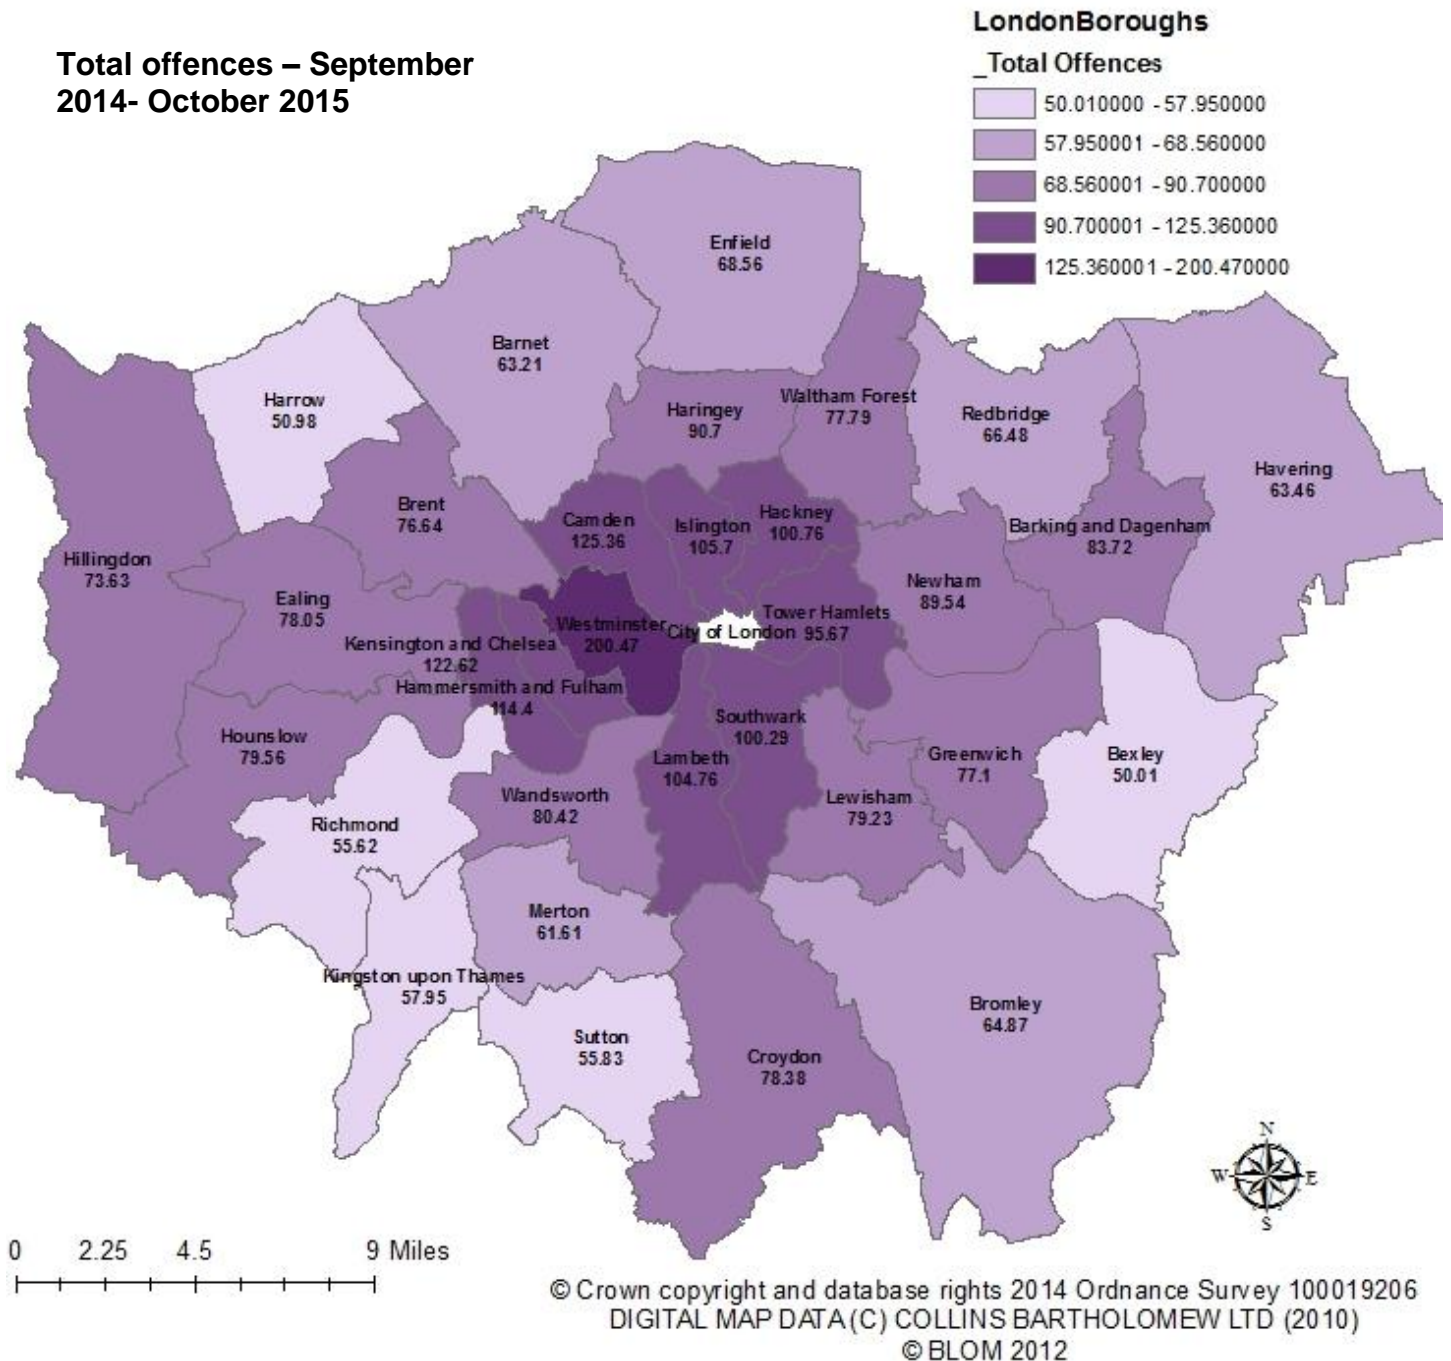 Total offences – September
2014- October 2015
LondonBoroughs
_Total Offences
50.010000 - 57.950000
57.950001 - 68.560000
68.560001 - 90.700000
90.700001 - 125.360000
125.360001 - 200.470000
Enfield
68.56
Barnet
63.21
Harrow
50.98
Haringey
90.7
Waltham Forest
77.79
Redbridge
66.48
Havering
63.46
Brent
76.64
Camden
125.36
Islington
105.7
Hackney
100.76
Barking and Dagenham
83.72
Hillingdon
73.63
Ealing
78.05
Newham
89.54
Kensington and Chelsea
122.62
Westminster
200.47
City of London
Tower Hamlets
95.67
Hammersmith and Fulham
114.4
Hounslow
79.56
Southwark
100.29
Lambeth
104.76
Greenwich
77.1
Bexley
50.01
Wandsworth
80.42
Lewisham
79.23
Richmond
55.62
Merton
61.61
Kingston upon Thames
57.95
Sutton
55.83
Croydon
78.38
Bromley
64.87
N
W E
S
0 2.25 4.5 9 Miles
© Crown copyright and database rights 2014 Ordnance Survey 100019206
DIGITAL MAP DATA (C) COLLINS BARTHOLOMEW LTD (2010)
© BLOM 2012